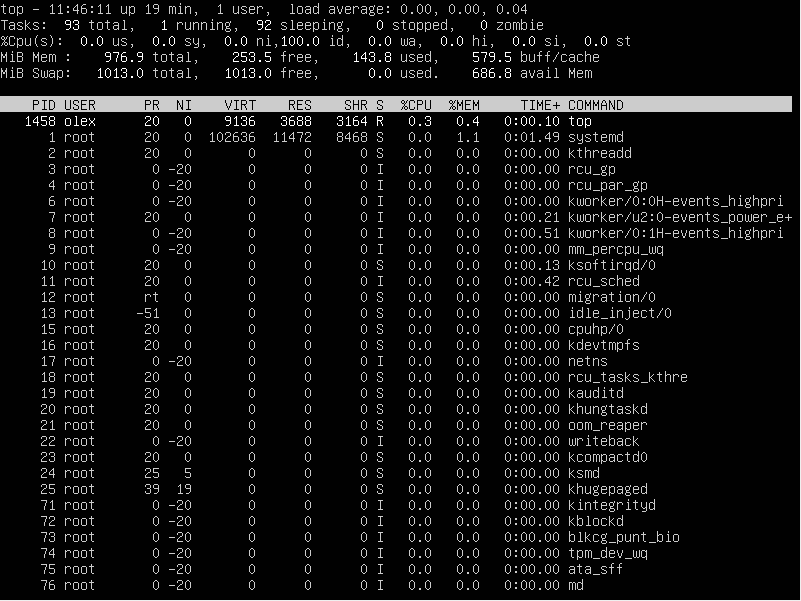 top - 11:46:11 up 19 min,  1 user,  load average: 0.00, 0.00, 0.04
Tasks:  93 total,   1 running,  92 sleeping,   0 stopped,   0 zombie
%Cpu(s):  0.0 us,  0.0 sy,  0.0 ni,100.0 id,  0.0 wa,  0.0 hi,  0.0 si,  0.0 st
MiB Mem :    976.9 total,    253.5 free,    143.8 used,    579.5 buff/cache
MiB Swap:   1013.0 total,   1013.0 free,      0.0 used.    686.8 avail Mem
    PID USER      PR  NI    VIRT    RES    SHR S  %CPU  %MEM     TIME+ COMMAND
   1458 olex      20   0    9136   3688   3164 R   0.3   0.4   0:00.10 top
      1 root      20   0  102636  11472   8468 S   0.0   1.1   0:01.49 systemd
      2 root      20   0       0      0      0 S   0.0   0.0   0:00.00 kthreadd
      3 root       0 -20       0      0      0 I   0.0   0.0   0:00.00 rcu_gp
      4 root       0 -20       0      0      0 I   0.0   0.0   0:00.00 rcu_par_gp
      6 root       0 -20       0      0      0 I   0.0   0.0   0:00.00 kworker/0:0H-events_highpri
      7 root      20   0       0      0      0 I   0.0   0.0   0:00.21 kworker/u2:0-events_power_e+
      8 root       0 -20       0      0      0 I   0.0   0.0   0:00.51 kworker/0:1H-events_highpri
      9 root       0 -20       0      0      0 I   0.0   0.0   0:00.00 mm_percpu_wq
     10 root      20   0       0      0      0 S   0.0   0.0   0:00.13 ksoftirqd/0
     11 root      20   0       0      0      0 I   0.0   0.0   0:00.42 rcu_sched
     12 root      rt   0       0      0      0 S   0.0   0.0   0:00.00 migration/0
     13 root     -51   0       0      0      0 S   0.0   0.0   0:00.00 idle_inject/0
     15 root      20   0       0      0      0 S   0.0   0.0   0:00.00 cpuhp/0
     16 root      20   0       0      0      0 S   0.0   0.0   0:00.00 kdevtmpfs
     17 root       0 -20       0      0      0 I   0.0   0.0   0:00.00 netns
     18 root      20   0       0      0      0 S   0.0   0.0   0:00.00 rcu_tasks_kthre
     19 root      20   0       0      0      0 S   0.0   0.0   0:00.00 kauditd
     20 root      20   0       0      0      0 S   0.0   0.0   0:00.00 khungtaskd
     21 root      20   0       0      0      0 S   0.0   0.0   0:00.00 oom_reaper
     22 root       0 -20       0      0      0 I   0.0   0.0   0:00.00 writeback
     23 root      20   0       0      0      0 S   0.0   0.0   0:00.00 kcompactd0
     24 root      25   5       0      0      0 S   0.0   0.0   0:00.00 ksmd
     25 root      39  19       0      0      0 S   0.0   0.0   0:00.00 khugepaged
     71 root       0 -20       0      0      0 I   0.0   0.0   0:00.00 kintegrityd
     72 root       0 -20       0      0      0 I   0.0   0.0   0:00.00 kblockd
     73 root       0 -20       0      0      0 I   0.0   0.0   0:00.00 blkcg_punt_bio
     74 root       0 -20       0      0      0 I   0.0   0.0   0:00.00 tpm_dev_wq
     75 root       0 -20       0      0      0 I   0.0   0.0   0:00.00 ata_sff
     76 root       0 -20       0      0      0 I   0.0   0.0   0:00.00 md